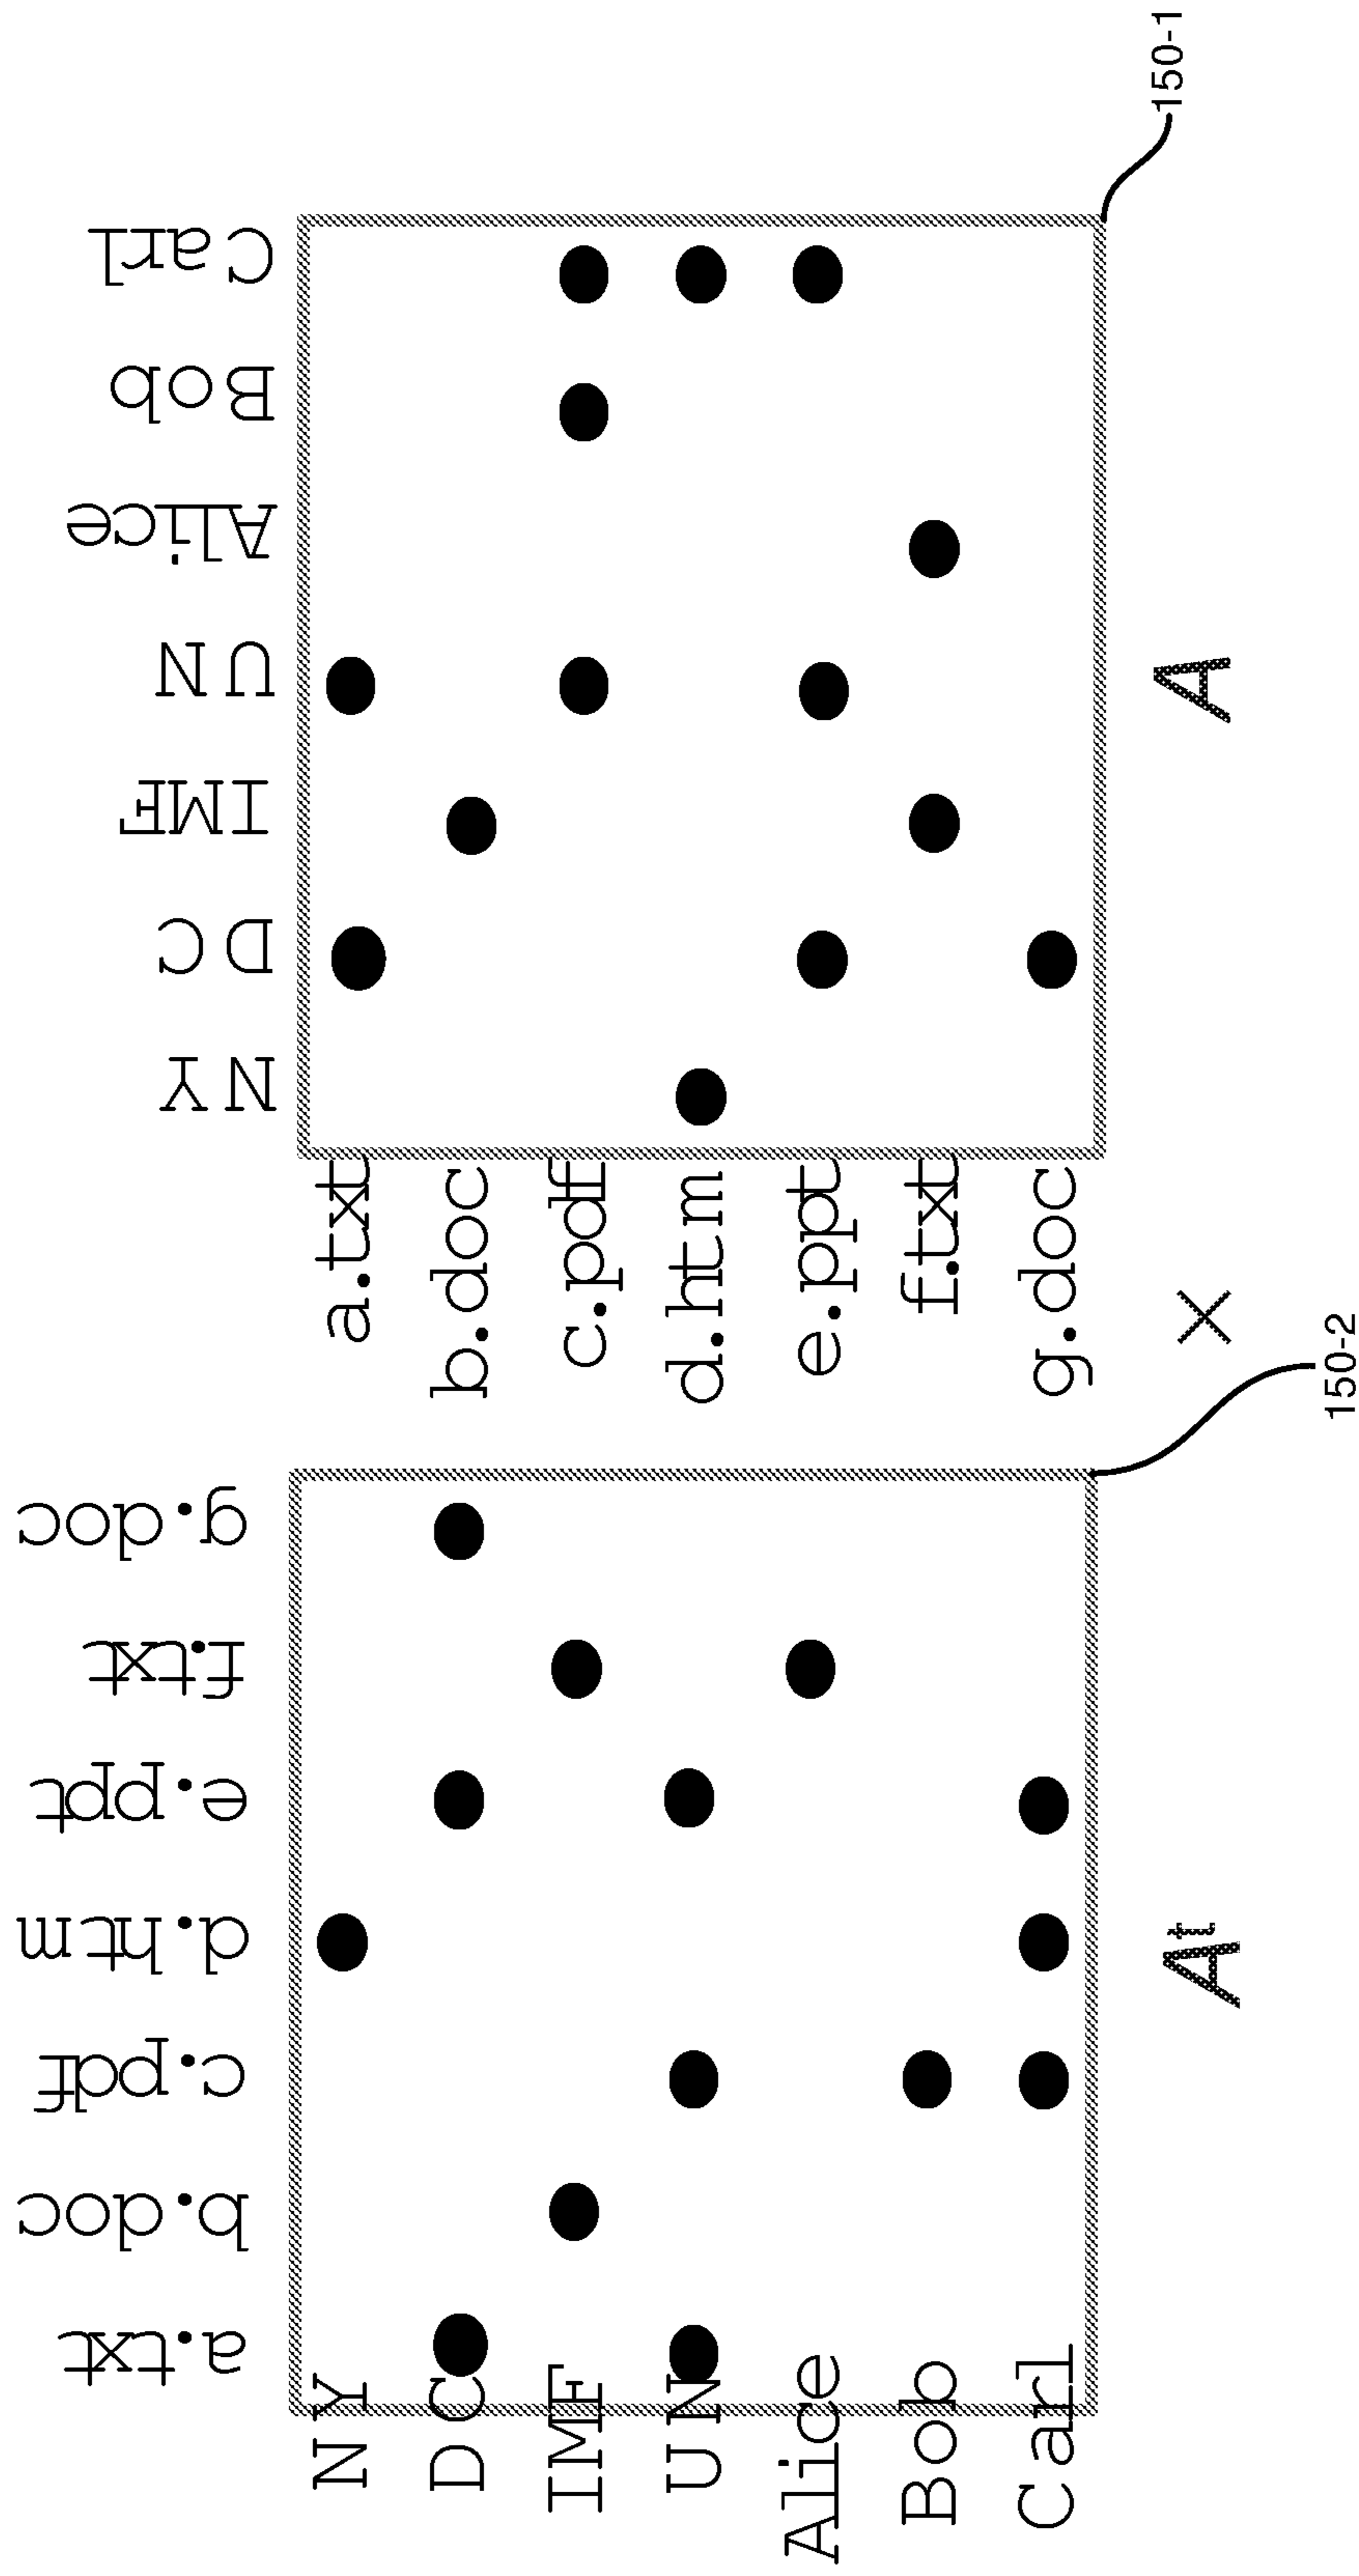 a.txt b.doc c.pdf d.htm e.ppt f.txt g.doc
NY
DC
IMF
UN
Alice
Bob
Carl
At
150-2
X
NY DC IMF UN Alice Bob Carl
a.txt
b.doc
c.pdf
d.htm
e.ppt
f.txt
g.doc
A
150-1